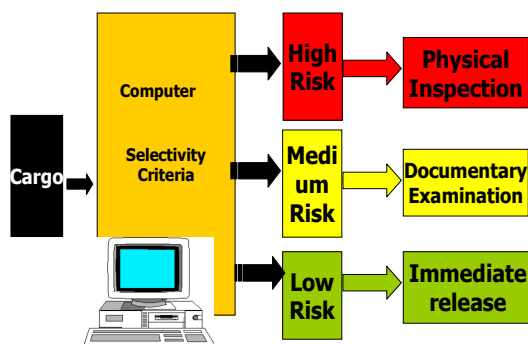 Cargo
Computer
Selectivity
Criteria
High
Risk
Physical
Inspection
Medi
um
Risk
Documentary
Examination
Low
Risk
Immediate
release